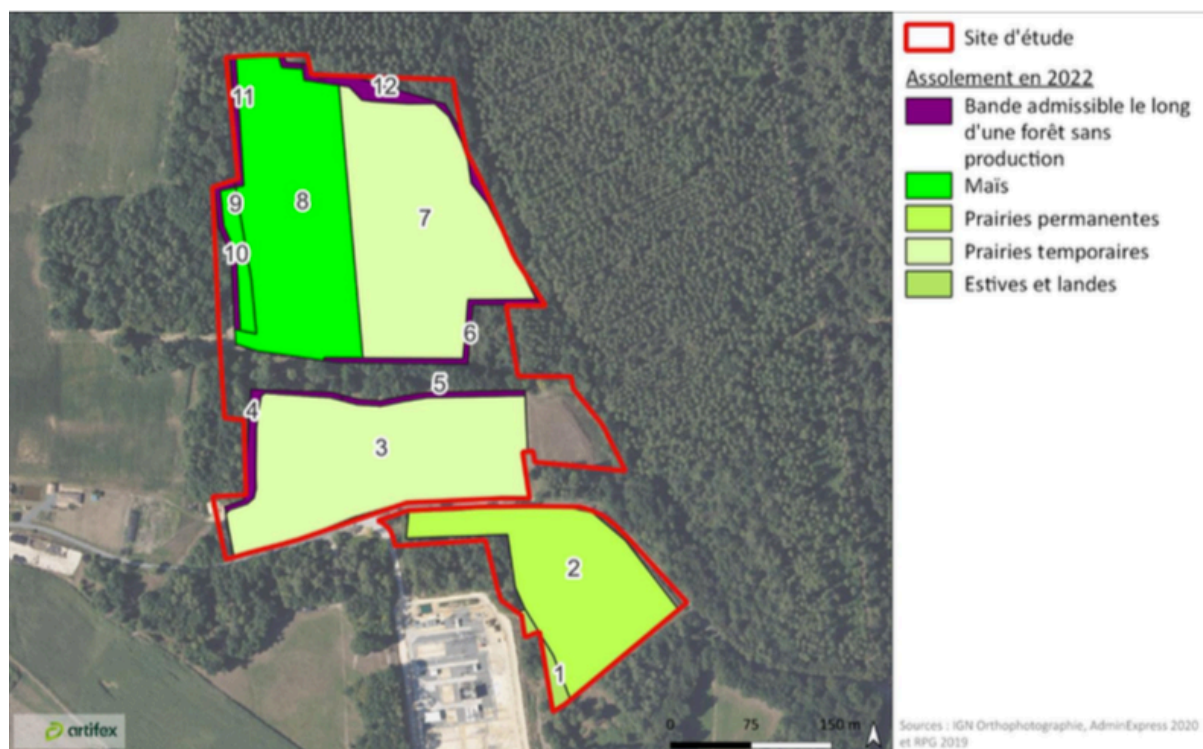 12
11
9
8
7
10
6
5
4
3
2
1
artifex
0 75 150 m
Site d'étude
Assolement en 2022
Bande admissible le long
d'une forêt sans
production
Maïs
Prairies permanentes
Prairies temporaires
Estives et landes
Sources : IGN Orthophotographie, AdminExpress 2020
et RPG 2019